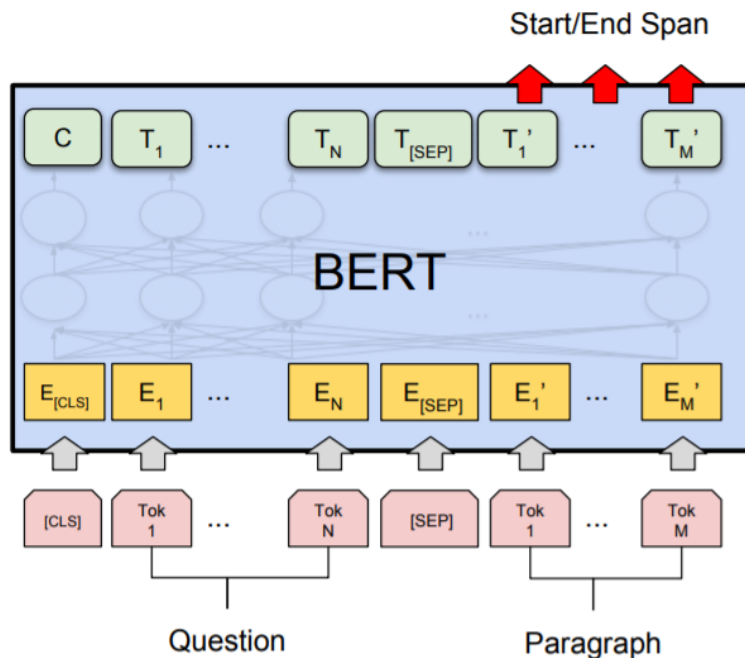 Start/End Span
C T1 ... TN T[SEP] T1' ... TM'
...
BERT
...
E[CLS] E1 ... EN E[SEP] E1' ... EM'
[CLS] Tok 1 ... Tok N [SEP] Tok 1 ... Tok M
Question Paragraph